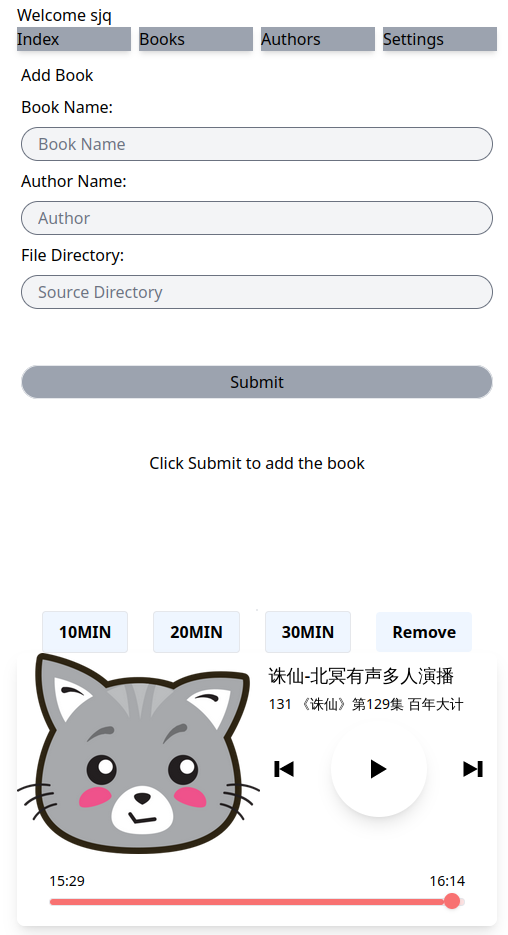 Welcome sjq
Index Books Authors Settings
Add Book
Book Name:
Book Name
Author Name:
Author
File Directory:
Source Directory
Submit
Click Submit to add the book
10MIN 20MIN 30MIN Remove
诛仙-北冥有声多人演播
131 《诛仙》第129集 百年大计
15:29 16:14